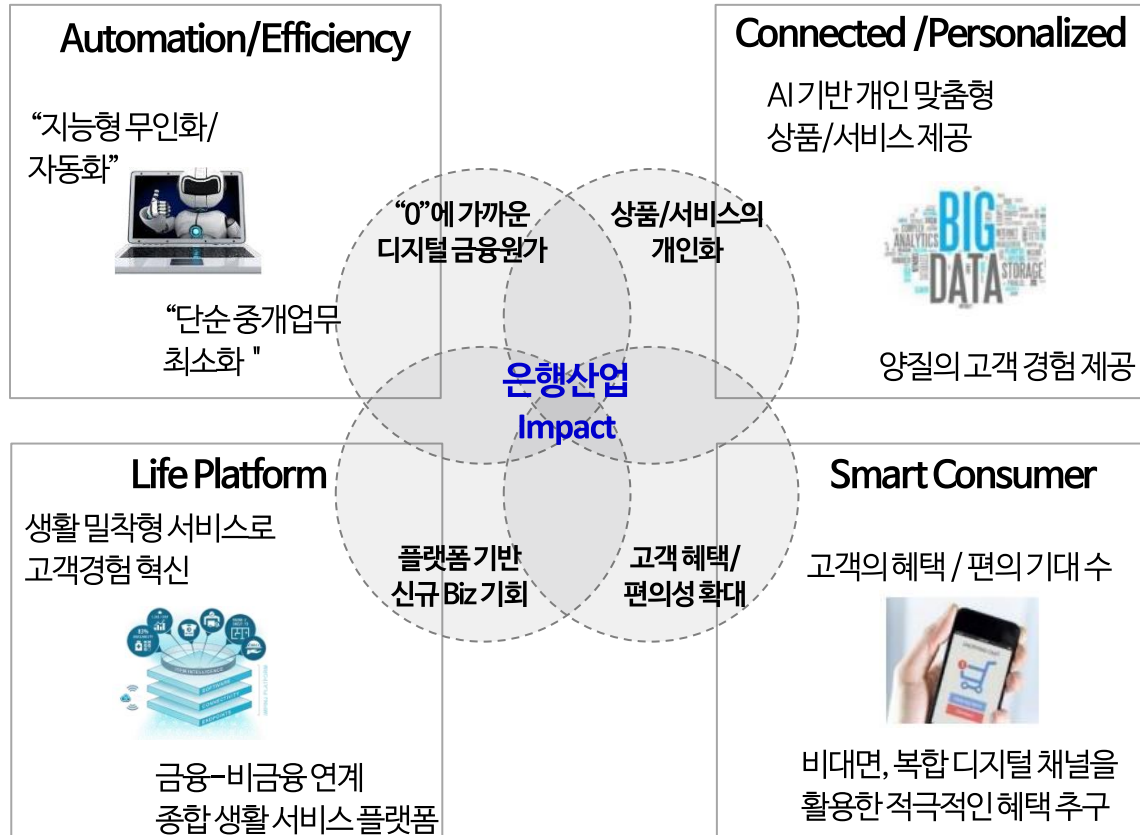 Automation/Efficiency
“지능형 무인화/
자동화”
“단순 중개업무
최소화 "
Connected /Personalized
AI 기반 개인 맞춤형
상품/서비스 제공
BIG
DATA
ANALYTICS
STORAGE
양질의 고객 경험 제공
“0”에 가까운
디지털 금융원가
상품/서비스의
개인화
은행산업
Impact
플랫폼 기반
신규 Biz 기회
고객 혜택/
편의성 확대
Life Platform
생활 밀착형 서비스로
고객경험 혁신
SOFTWARE
CONNECTIVITY
ENDPOINTS
금융-비금융 연계
종합 생활 서비스 플랫폼
Smart Consumer
고객의 혜택 / 편의 기대 수
비대면, 복합 디지털 채널을
활용한 적극적인 혜택 추구